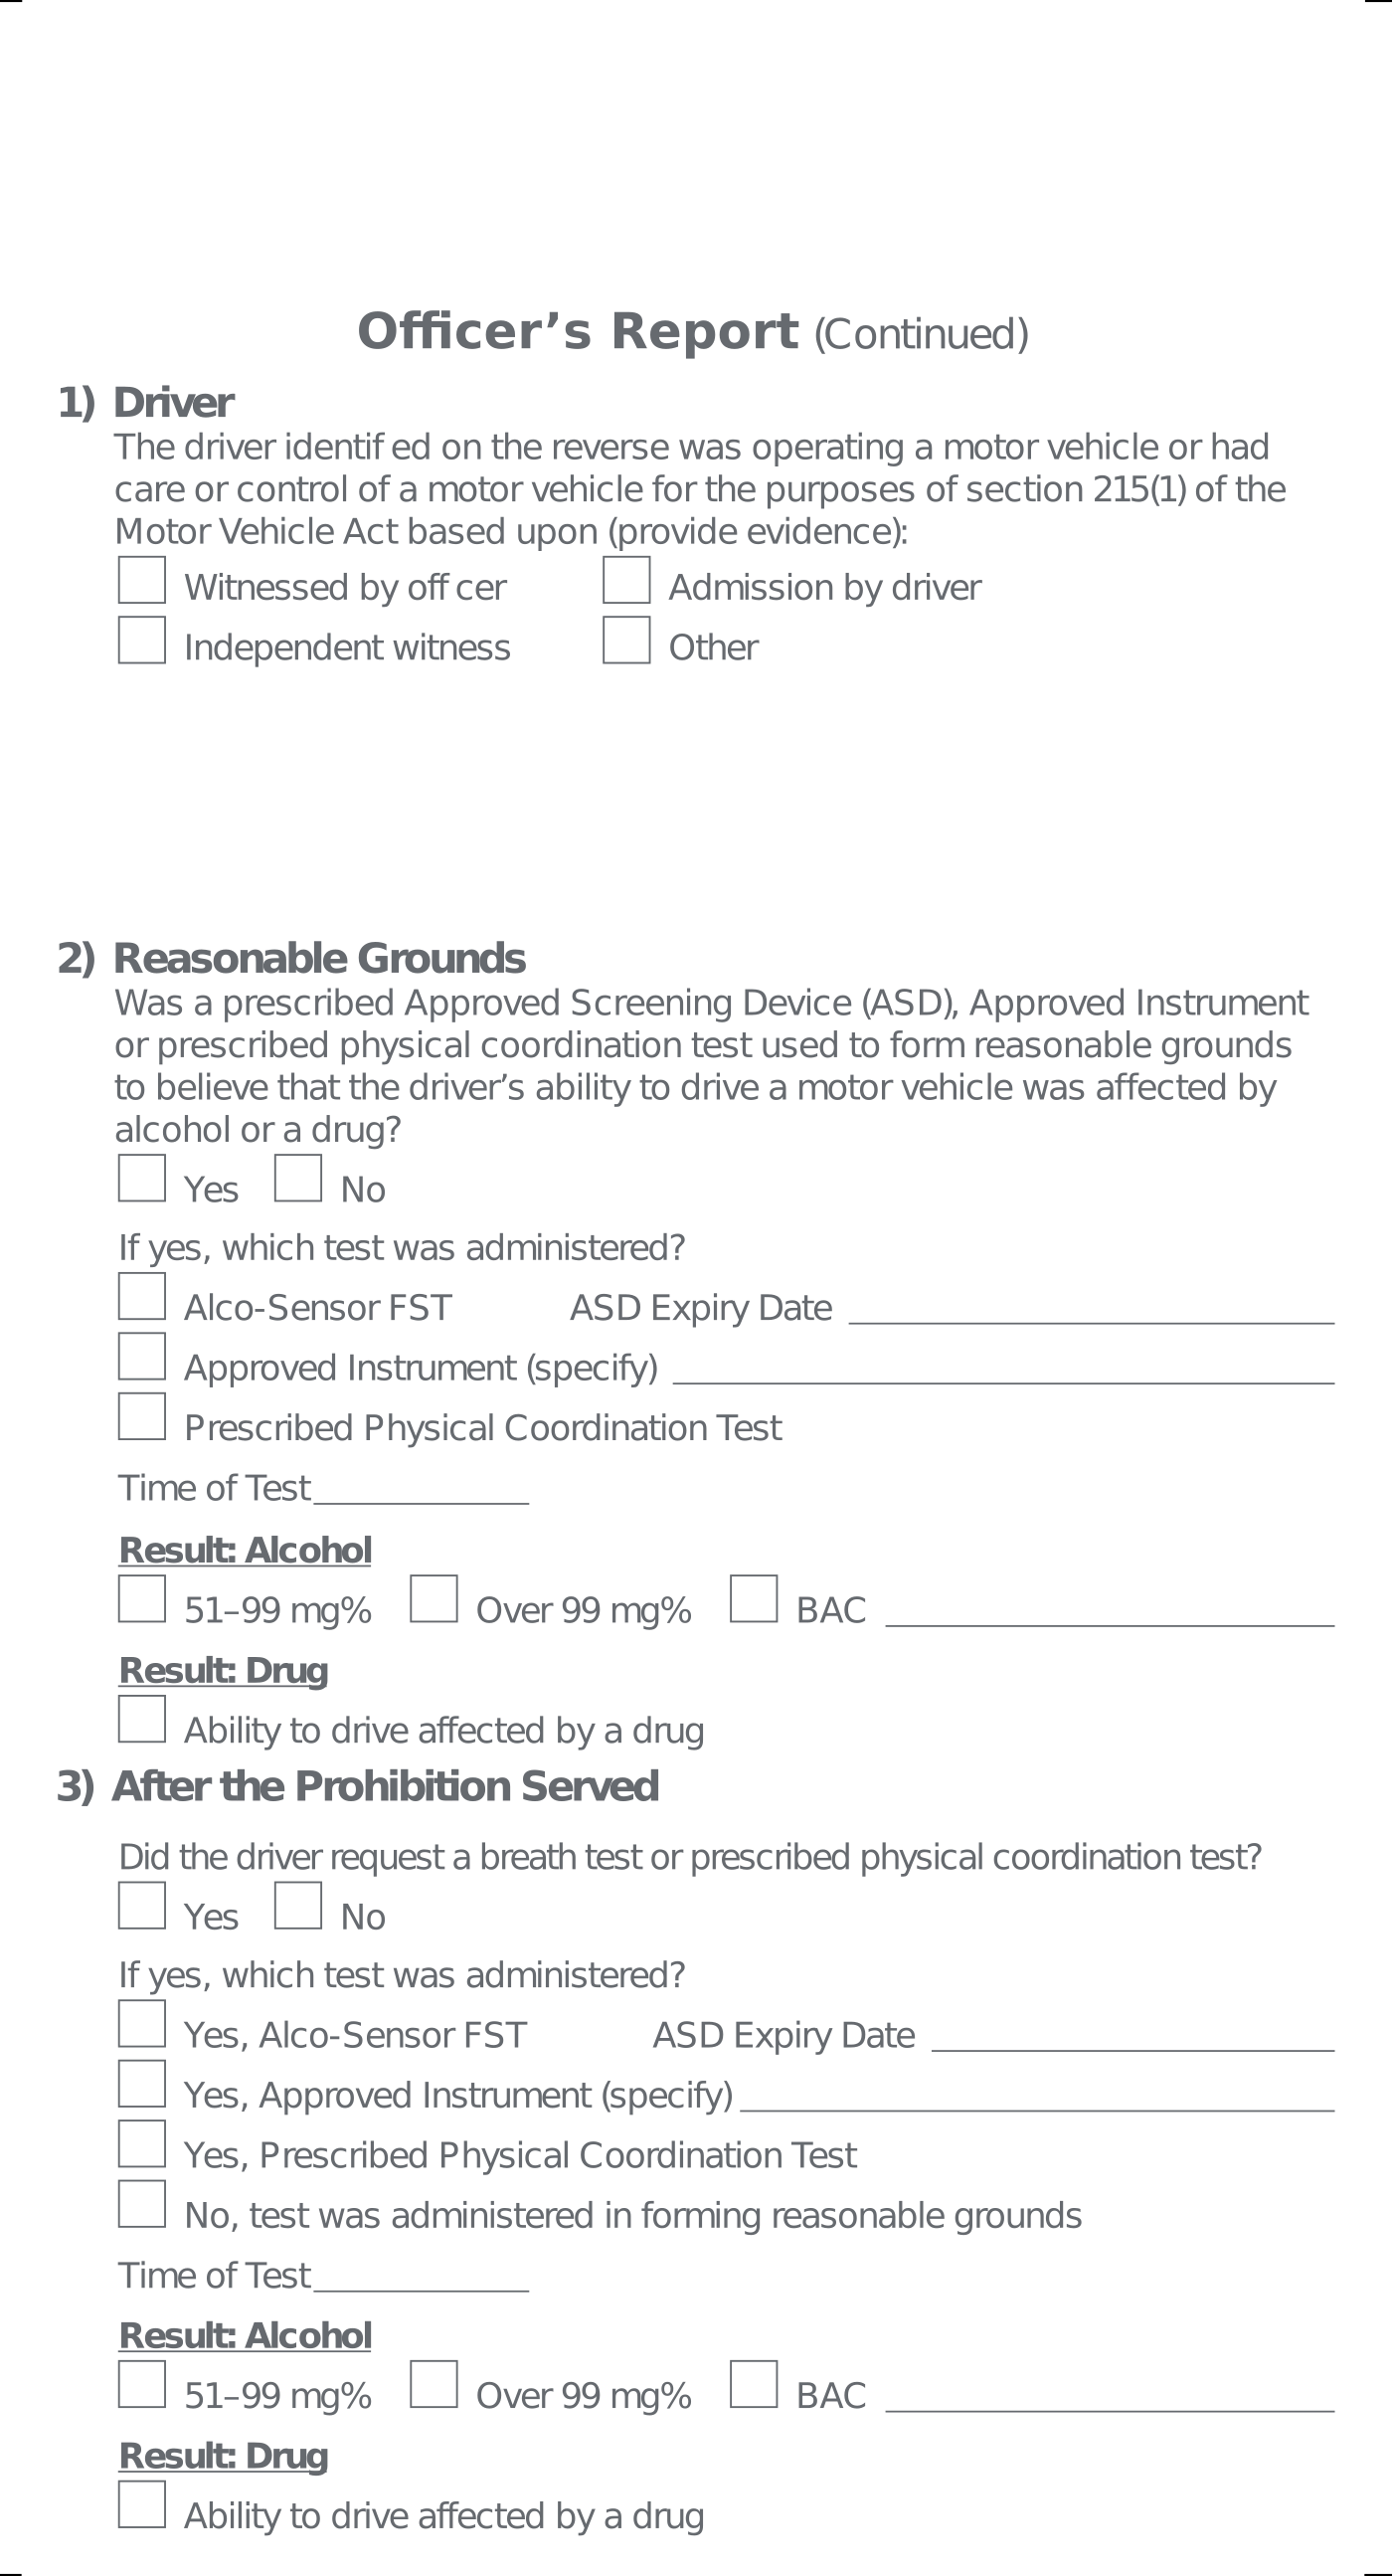 Officer’s Report (Continued)
1) Driver
The driver identif ed on the reverse was operating a motor vehicle or had
care or control of a motor vehicle for the purposes of section 215(1) of the
Motor Vehicle Act based upon (provide evidence):
Witnessed by off cer Admission by driver
Independent witness Other
2) Reasonable Grounds
Was a prescribed Approved Screening Device (ASD), Approved Instrument
or prescribed physical coordination test used to form reasonable grounds
to believe that the driver’s ability to drive a motor vehicle was affected by
alcohol or a drug?
Yes No
If yes, which test was administered?
Alco-Sensor FST ASD Expiry Date
Approved Instrument (specify)
Prescribed Physical Coordination Test
Time of Test
Result: Alcohol
51–99 mg% Over 99 mg% BAC
Result: Drug
Ability to drive affected by a drug
3) After the Prohibition Served
Did the driver request a breath test or prescribed physical coordination test?
Yes No
If yes, which test was administered?
Yes, Alco-Sensor FST ASD Expiry Date
Yes, Approved Instrument (specify)
Yes, Prescribed Physical Coordination Test
No, test was administered in forming reasonable grounds
Time of Test
Result: Alcohol
51–99 mg% Over 99 mg% BAC
Result: Drug
Ability to drive affected by a drug